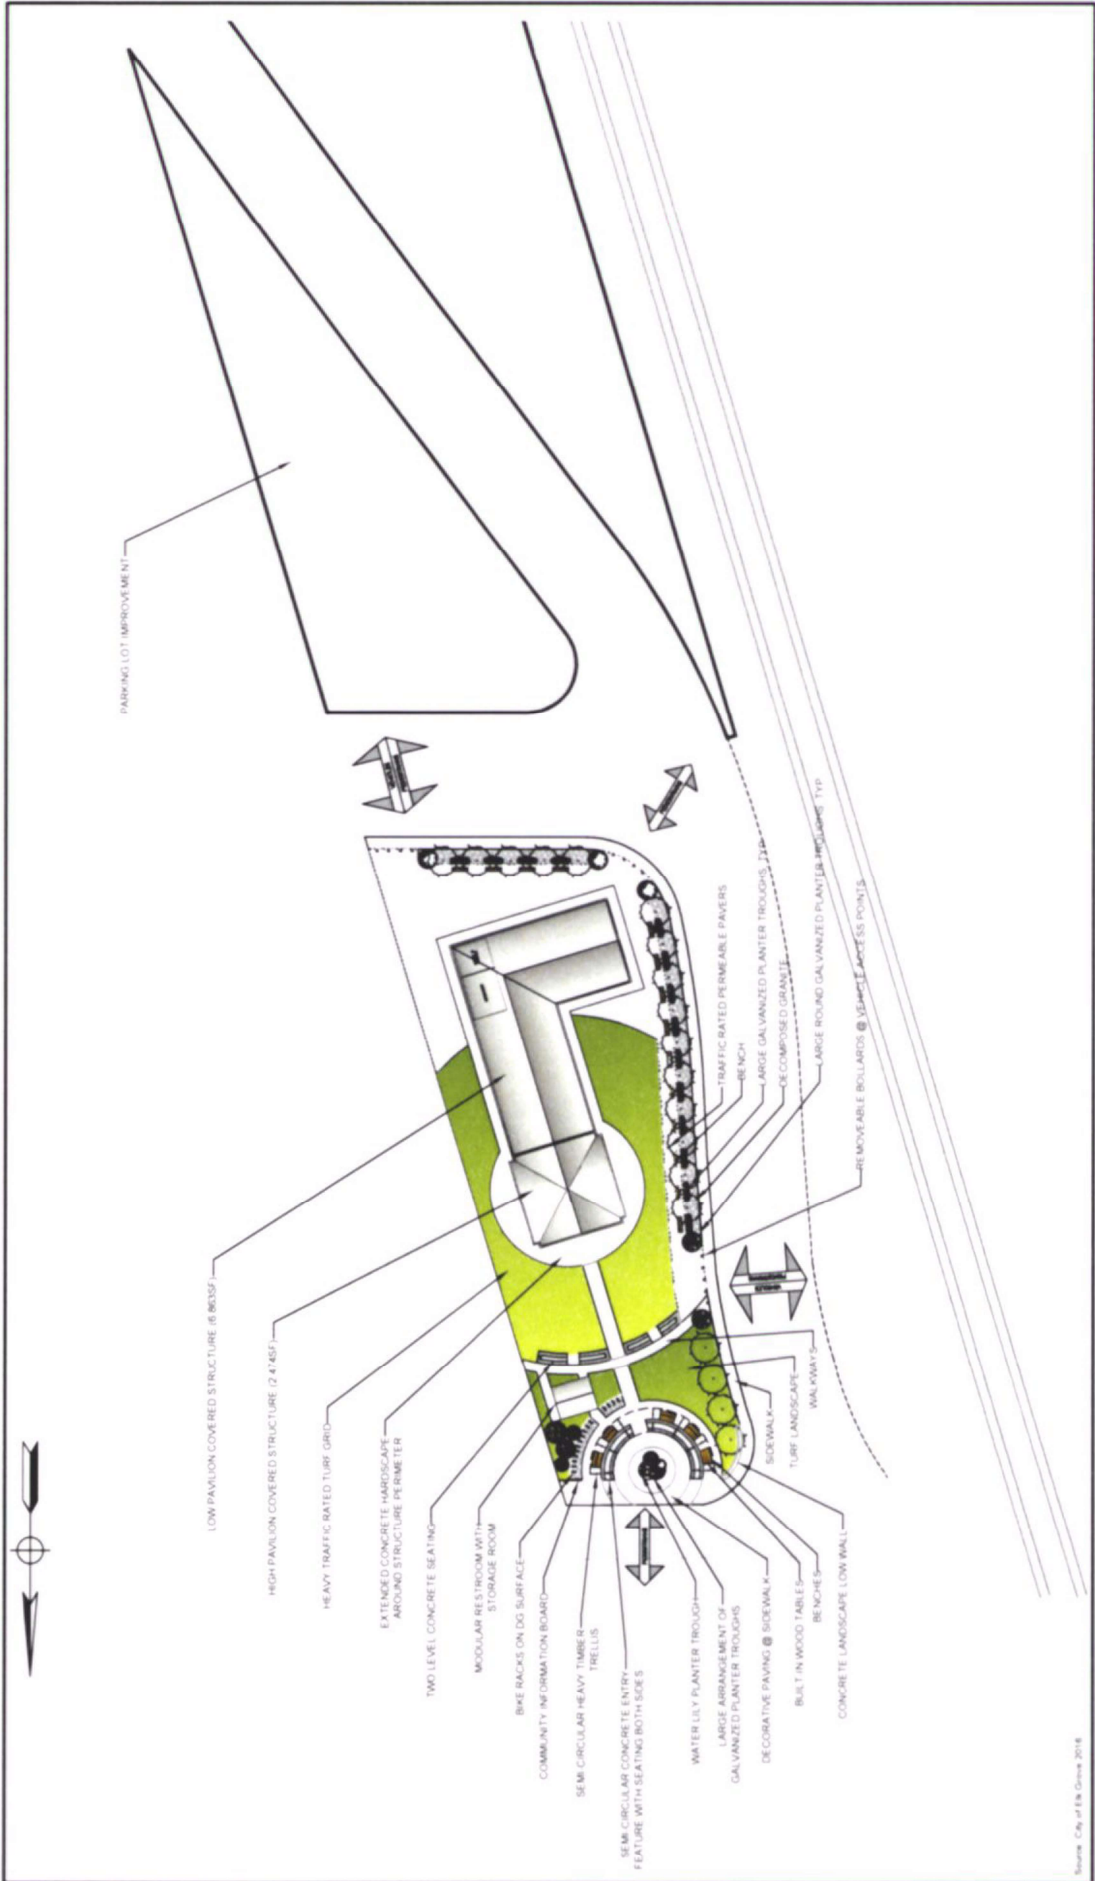 PARKING LOT IMPROVEMENT
LOW PAVILION COVERED STRUCTURE (6 863SF)
HIGH PAVILION COVERED STRUCTURE (2 474SF)
HEAVY TRAFFIC RATED TURF GRID
EXTENDED CONCRETE HARDSCAPE
AROUND STRUCTURE PERIMETER
TWO LEVEL CONCRETE SEATING
MODULAR RESTROOM WITH
STORAGE ROOM
BIKE RACKS ON DG SURFACE
COMMUNITY INFORMATION BOARD
SEMI CIRCULAR HEAVY TIMBER
TRELLIS
SEMI CIRCULAR CONCRETE ENTRY
FEATURE WITH SEATING BOTH SIDES
WATER LILY PLANTER TROUGH
LARGE ARRANGEMENT OF
GALVANIZED PLANTER TROUGHS
DECORATIVE PAVING @ SIDEWALK
BUILT IN WOOD TABLES
BENCHES
CONCRETE LANDSCAPE LOW WALL
SIDEWALK
TURF LANDSCAPE
WALKWAYS
TRAFFIC RATED PERMEABLE PAVERS
BENCH
LARGE GALVANIZED PLANTER TROUGHS, TYP
DECOMPOSED GRANITE
LARGE ROUND GALVANIZED PLANTER TROUGHS TYP
REMOVEABLE BOLLARDS @ VEHICLE ACCESS POINTS
Source: City of Elk Grove 2016